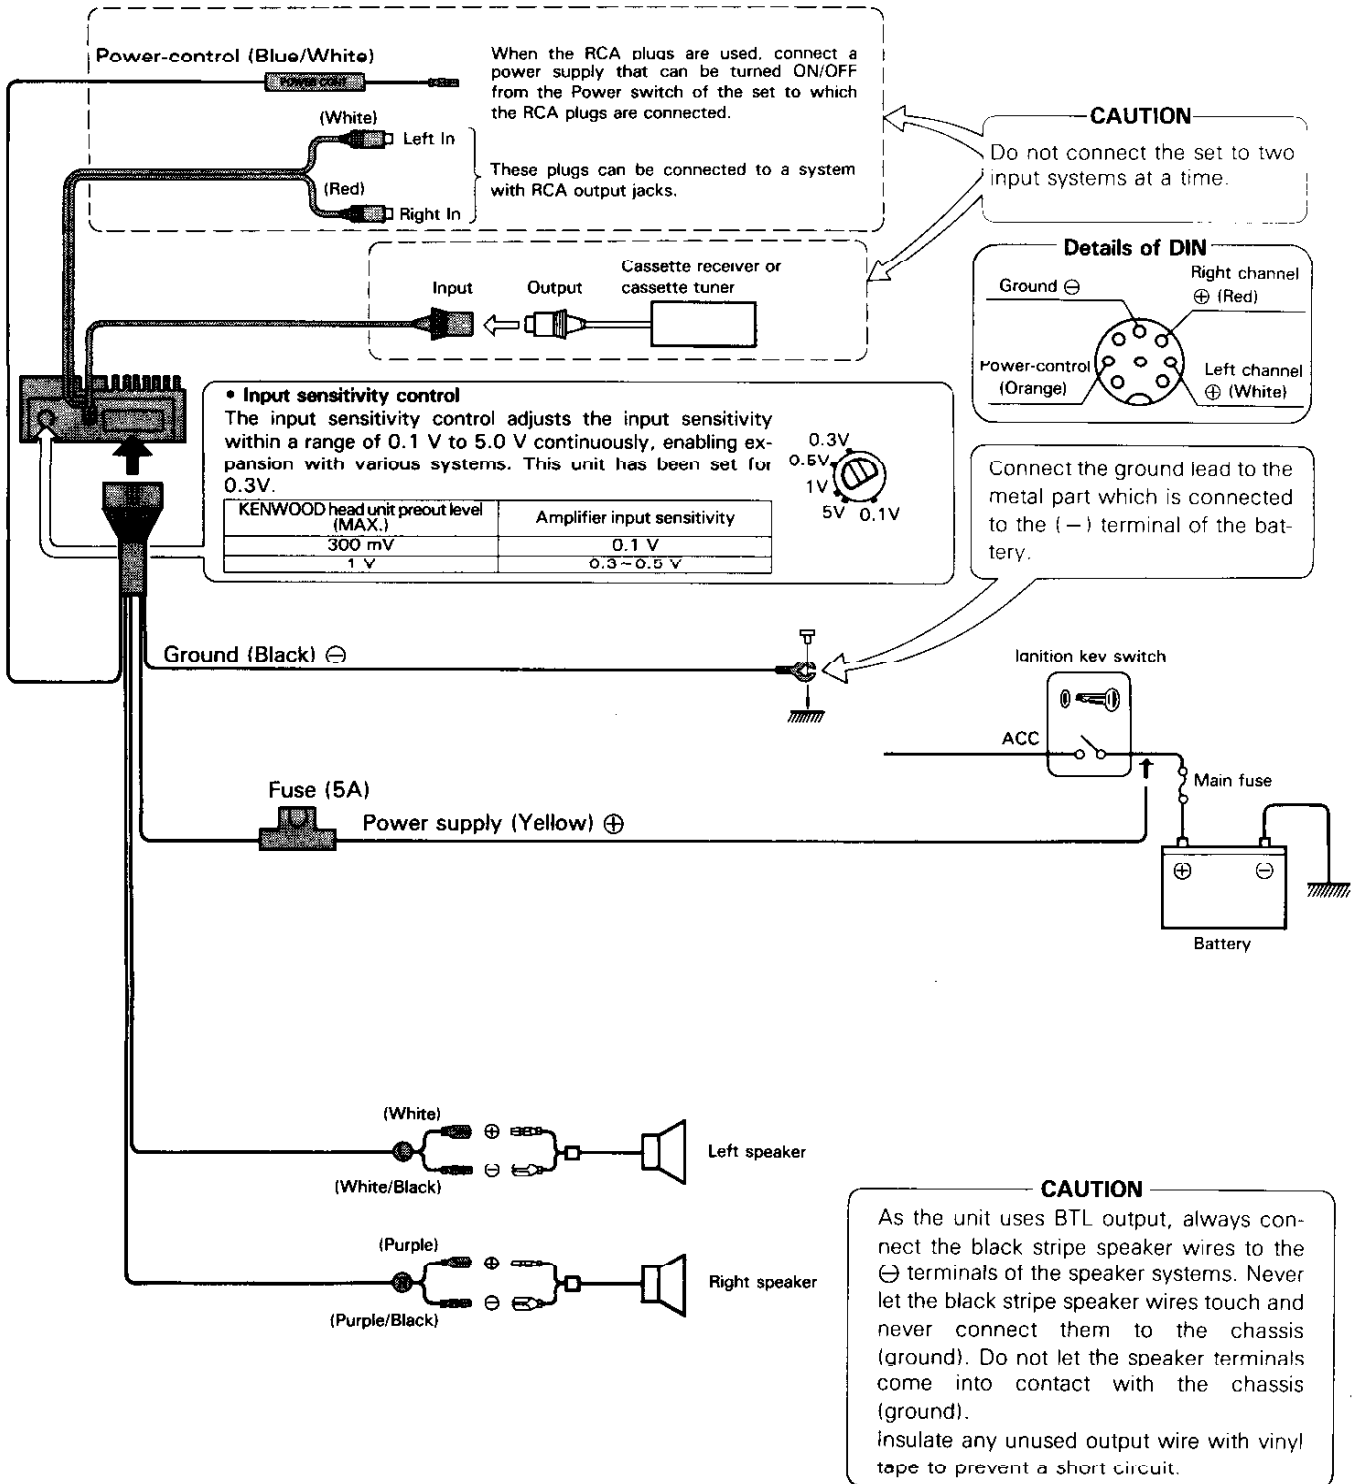 Power-control (Blue/White)
POWER CONT
When the RCA plugs are used, connect a
power supply that can be turned ON/OFF
from the Power switch of the set to which
the RCA plugs are connected.
(White)
Left In
(Red)
Right In
These plugs can be connected to a system
with RCA output jacks.
CAUTION
Do not connect the set to two
input systems at a time.
Input
Output
Cassette receiver or
cassette tuner
Details of DIN
Ground ⊖
Right channel
⊕ (Red)
Power-control
(Orange)
Left channel
⊕ (White)
• Input sensitivity control
The input sensitivity control adjusts the input sensitivity
within a range of 0.1 V to 5.0 V continuously, enabling ex-
pansion with various systems. This unit has been set for
0.3V.
KENWOOD head unit preout level
(MAX.)
Amplifier input sensitivity
300 mV
0.1 V
1 V
0.3~0.5 V
0.3V
0.5V
1V
5V
0.1V
Connect the ground lead to the
metal part which is connected
to the (−) terminal of the bat-
tery.
Ground (Black) ⊖
Ignition key switch
ACC
Main fuse
Fuse (5A)
Power supply (Yellow) ⊕
⊕
⊖
Battery
(White)
⊕
⊖
(White/Black)
Left speaker
(Purple)
⊕
⊖
(Purple/Black)
Right speaker
CAUTION
As the unit uses BTL output, always con-
nect the black stripe speaker wires to the
⊖ terminals of the speaker systems. Never
let the black stripe speaker wires touch and
never connect them to the chassis
(ground). Do not let the speaker terminals
come into contact with the chassis
(ground).
Insulate any unused output wire with vinyl
tape to prevent a short circuit.